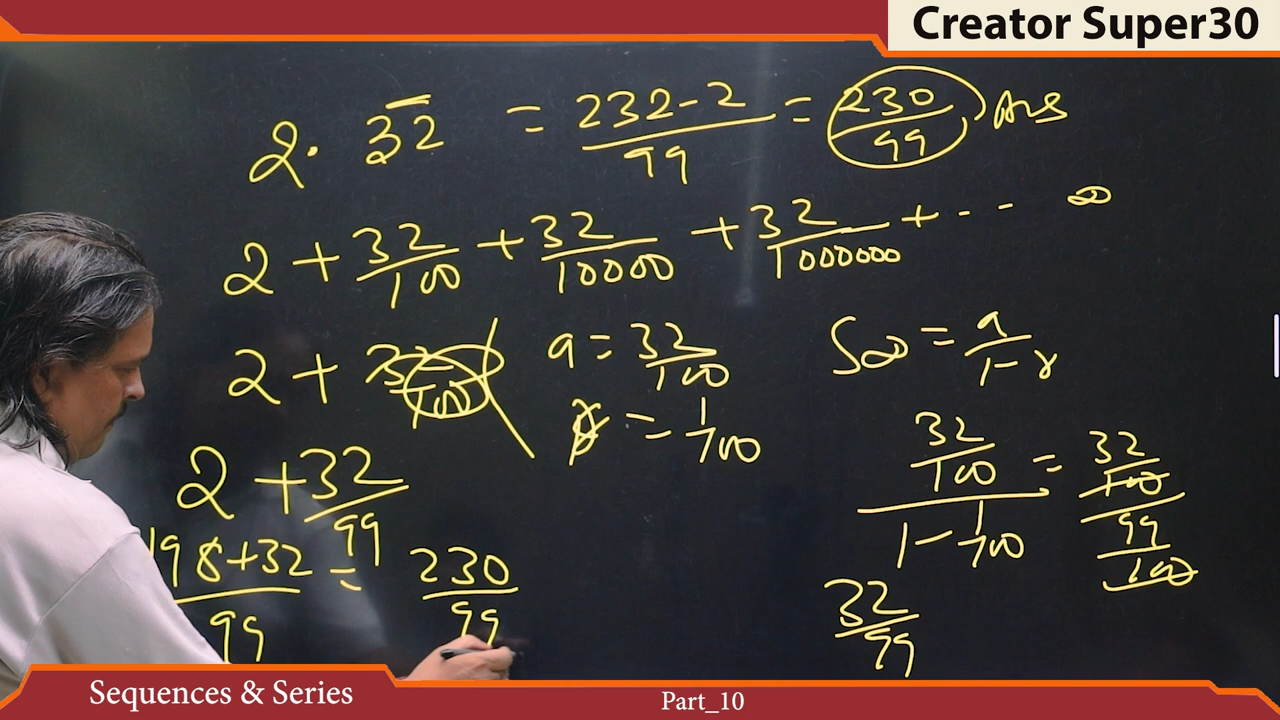 Creator Super30
2.3̅2̅ = 232-2/99 = 230/99 Ans
2 + 32/100 + 32/10000 + 32/1000000 + - - ∞
2 + a = 32/100 S∞ = a/1-r
r = 1/100
32/100 / 1-1/100 = 32/100 / 99/100
2 + 32/99
198+32/99 = 230/99
32/99
Sequences & Series
Part_10